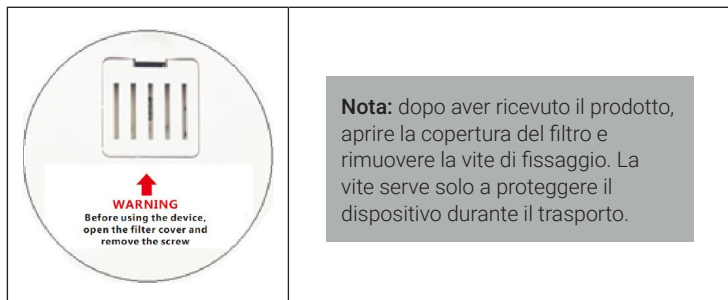 WARNING
Before using the device,
open the filter cover and
remove the screw
Nota: dopo aver ricevuto il prodotto,
aprire la copertura del filtro e
rimuovere la vite di fissaggio. La
vite serve solo a proteggere il
dispositivo durante il trasporto.